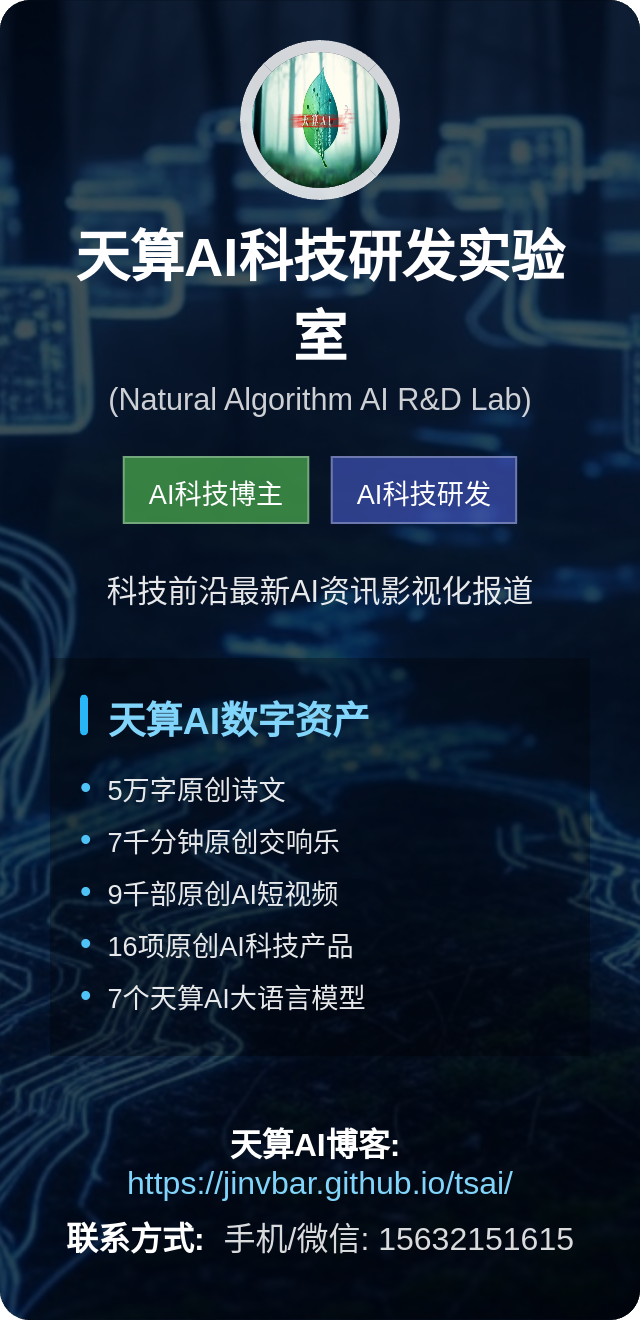 天算AI
天算AI科技研发实验
室
(Natural Algorithm AI R&D Lab)
AI科技博主
AI科技研发
科技前沿最新AI资讯影视化报道
天算AI数字资产
• 5万字原创诗文
• 7千分钟原创交响乐
• 9千部原创AI短视频
• 16项原创AI科技产品
• 7个天算AI大语言模型
天算AI博客:
https://jinvbar.github.io/tsai/
联系方式: 手机/微信: 15632151615